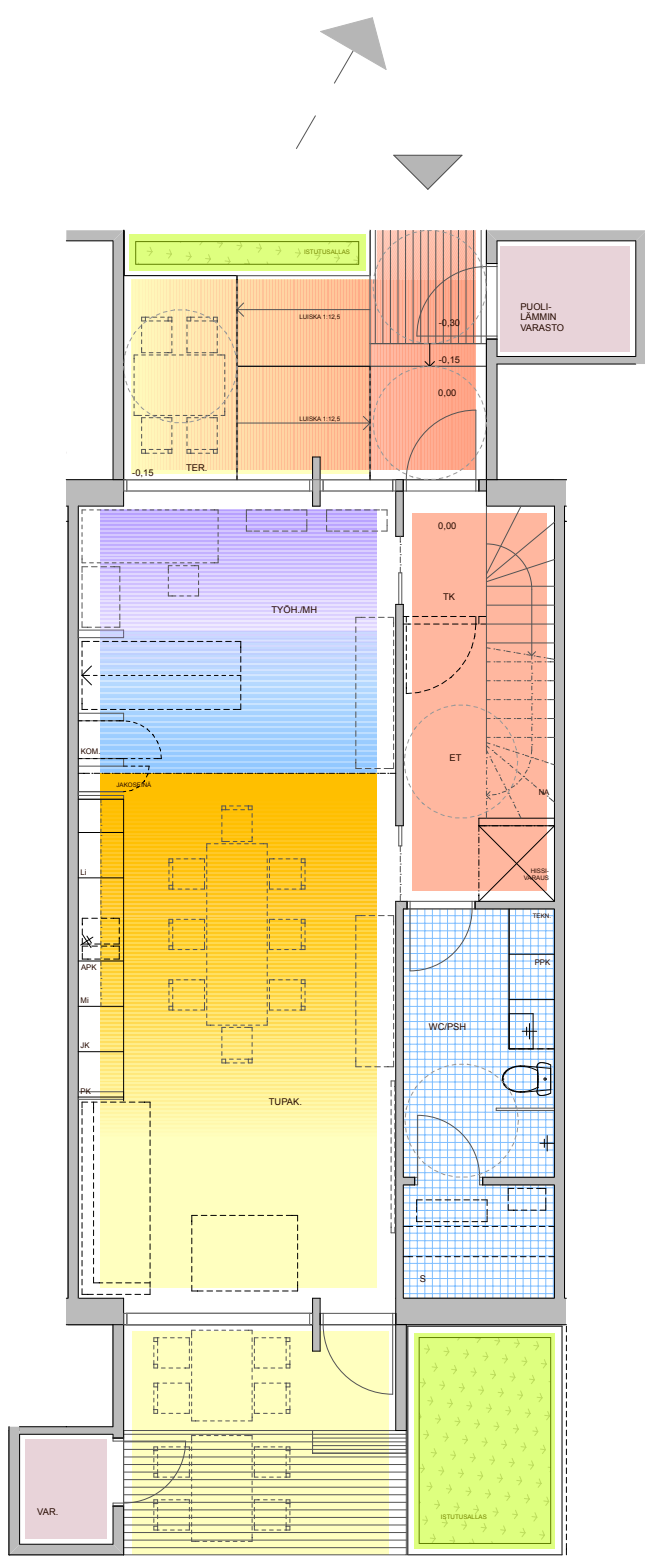 ISTUTUSALLAS
PUOLI-
LÄMMIN
VARASTO
LUISKA 1:12,5
-0,30
-0,15
0,00
LUISKA 1:12,5
TER.
-0,15
0,00
TK
TYÖH./MH
KOM.
ET
JAKOSEINÄ
NA
Li
HISSI-
VARAUS
TEKN.
APK
PPK
Mi
WC/PSH
JK
PK
TUPAK.
S
VAR.
ISTUTUSALLAS